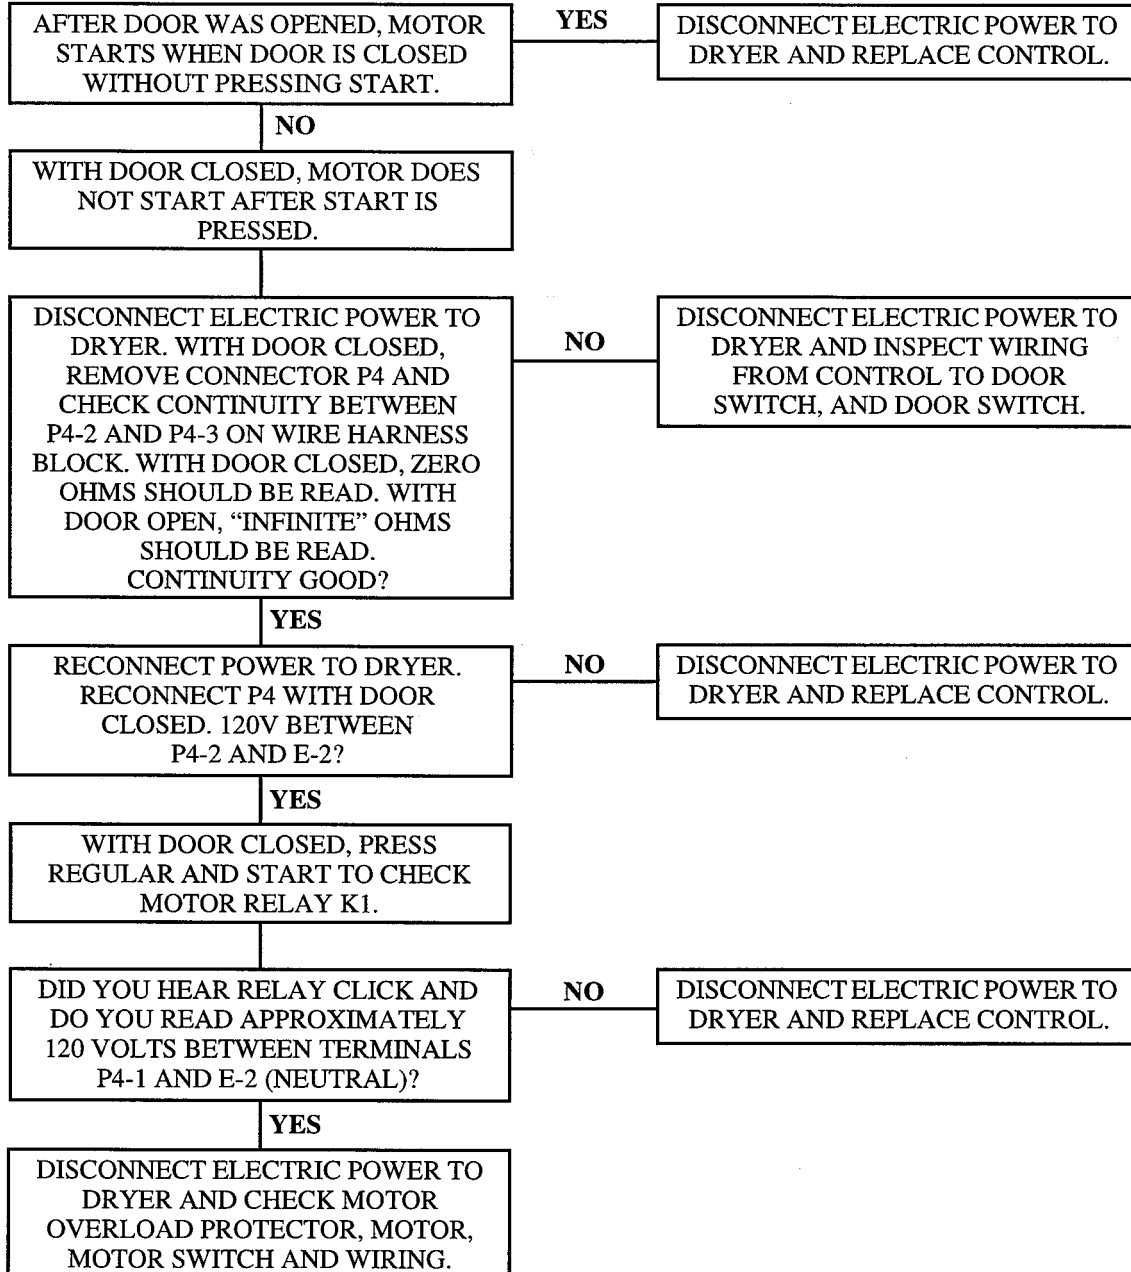 AFTER DOOR WAS OPENED, MOTOR
STARTS WHEN DOOR IS CLOSED
WITHOUT PRESSING START.
YES
DISCONNECT ELECTRIC POWER TO
DRYER AND REPLACE CONTROL.
NO
WITH DOOR CLOSED, MOTOR DOES
NOT START AFTER START IS
PRESSED.
DISCONNECT ELECTRIC POWER TO
DRYER. WITH DOOR CLOSED,
REMOVE CONNECTOR P4 AND
CHECK CONTINUITY BETWEEN
P4-2 AND P4-3 ON WIRE HARNESS
BLOCK. WITH DOOR CLOSED, ZERO
OHMS SHOULD BE READ. WITH
DOOR OPEN, “INFINITE” OHMS
SHOULD BE READ.
CONTINUITY GOOD?
NO
DISCONNECT ELECTRIC POWER TO
DRYER AND INSPECT WIRING
FROM CONTROL TO DOOR
SWITCH, AND DOOR SWITCH.
YES
RECONNECT POWER TO DRYER.
RECONNECT P4 WITH DOOR
CLOSED. 120V BETWEEN
P4-2 AND E-2?
NO
DISCONNECT ELECTRIC POWER TO
DRYER AND REPLACE CONTROL.
YES
WITH DOOR CLOSED, PRESS
REGULAR AND START TO CHECK
MOTOR RELAY K1.
DID YOU HEAR RELAY CLICK AND
DO YOU READ APPROXIMATELY
120 VOLTS BETWEEN TERMINALS
P4-1 AND E-2 (NEUTRAL)?
NO
DISCONNECT ELECTRIC POWER TO
DRYER AND REPLACE CONTROL.
YES
DISCONNECT ELECTRIC POWER TO
DRYER AND CHECK MOTOR
OVERLOAD PROTECTOR, MOTOR,
MOTOR SWITCH AND WIRING.